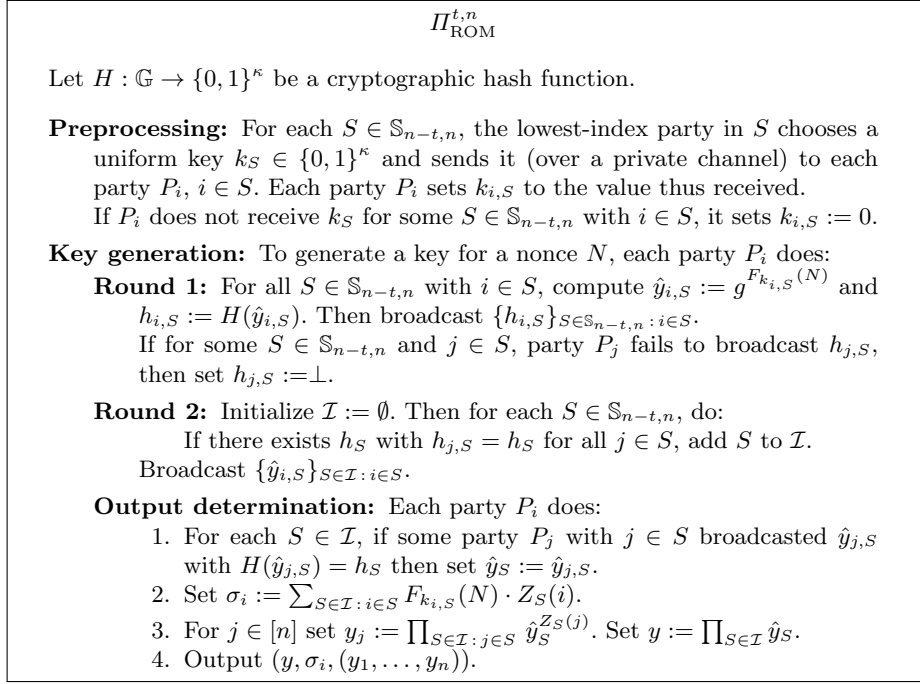 Π^{t,n}_{ROM}
Let H : 𝔾 → {0, 1}^κ be a cryptographic hash function.
Preprocessing: For each S ∈ 𝕊_{n−t,n}, the lowest-index party in S chooses a
uniform key k_S ∈ {0, 1}^κ and sends it (over a private channel) to each
party P_i, i ∈ S. Each party P_i sets k_{i,S} to the value thus received.
If P_i does not receive k_S for some S ∈ 𝕊_{n−t,n} with i ∈ S, it sets k_{i,S} := 0.
Key generation: To generate a key for a nonce N, each party P_i does:
Round 1: For all S ∈ 𝕊_{n−t,n} with i ∈ S, compute ŷ_{i,S} := g^{F_{k_{i,S}}(N)} and
h_{i,S} := H(ŷ_{i,S}). Then broadcast {h_{i,S}}_{S∈𝕊_{n−t,n} : i∈S}.
If for some S ∈ 𝕊_{n−t,n} and j ∈ S, party P_j fails to broadcast h_{j,S},
then set h_{j,S} :=⊥.
Round 2: Initialize ℐ := ∅. Then for each S ∈ 𝕊_{n−t,n}, do:
If there exists h_S with h_{j,S} = h_S for all j ∈ S, add S to ℐ.
Broadcast {ŷ_{i,S}}_{S∈ℐ : i∈S}.
Output determination: Each party P_i does:
1. For each S ∈ ℐ, if some party P_j with j ∈ S broadcasted ŷ_{j,S}
with H(ŷ_{j,S}) = h_S then set ŷ_S := ŷ_{j,S}.
2. Set σ_i := ∑_{S∈ℐ : i∈S} F_{k_{i,S}}(N) · Z_S(i).
3. For j ∈ [n] set y_j := ∏_{S∈ℐ : j∈S} ŷ_S^{Z_S(j)}. Set y := ∏_{S∈ℐ} ŷ_S.
4. Output (y, σ_i, (y_1, . . . , y_n)).